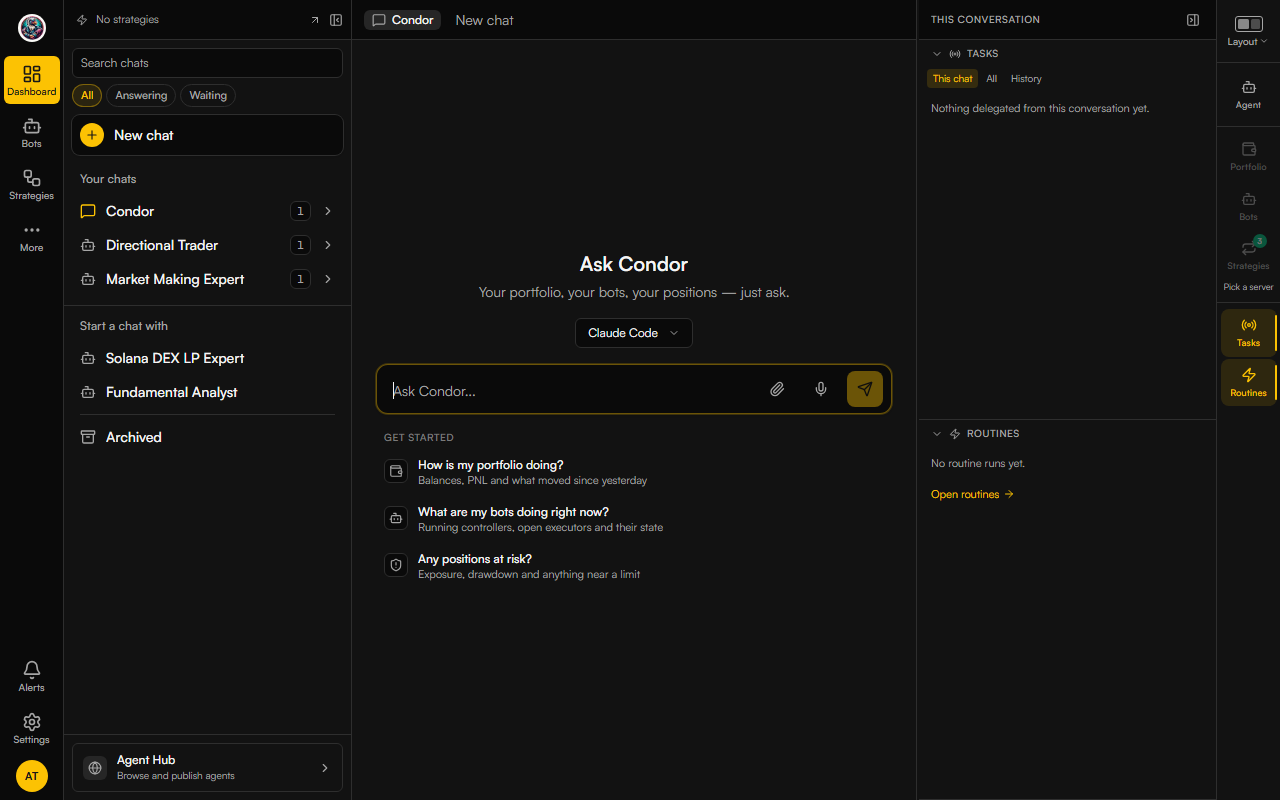 Dashboard
Bots
Strategies
More
Alerts
Settings
AT
No strategies
Search chats
All
Answering
Waiting
New chat
Your chats
Condor 1
Directional Trader 1
Market Making Expert 1
Start a chat with
Solana DEX LP Expert
Fundamental Analyst
Archived
Agent Hub
Browse and publish agents
Condor
New chat
Ask Condor
Your portfolio, your bots, your positions — just ask.
Claude Code
Ask Condor...
GET STARTED
How is my portfolio doing?
Balances, PNL and what moved since yesterday
What are my bots doing right now?
Running controllers, open executors and their state
Any positions at risk?
Exposure, drawdown and anything near a limit
THIS CONVERSATION
TASKS
This chat
All
History
Nothing delegated from this conversation yet.
ROUTINES
No routine runs yet.
Open routines →
Layout
Agent
Portfolio
Bots
3
Strategies
Pick a server
Tasks
Routines